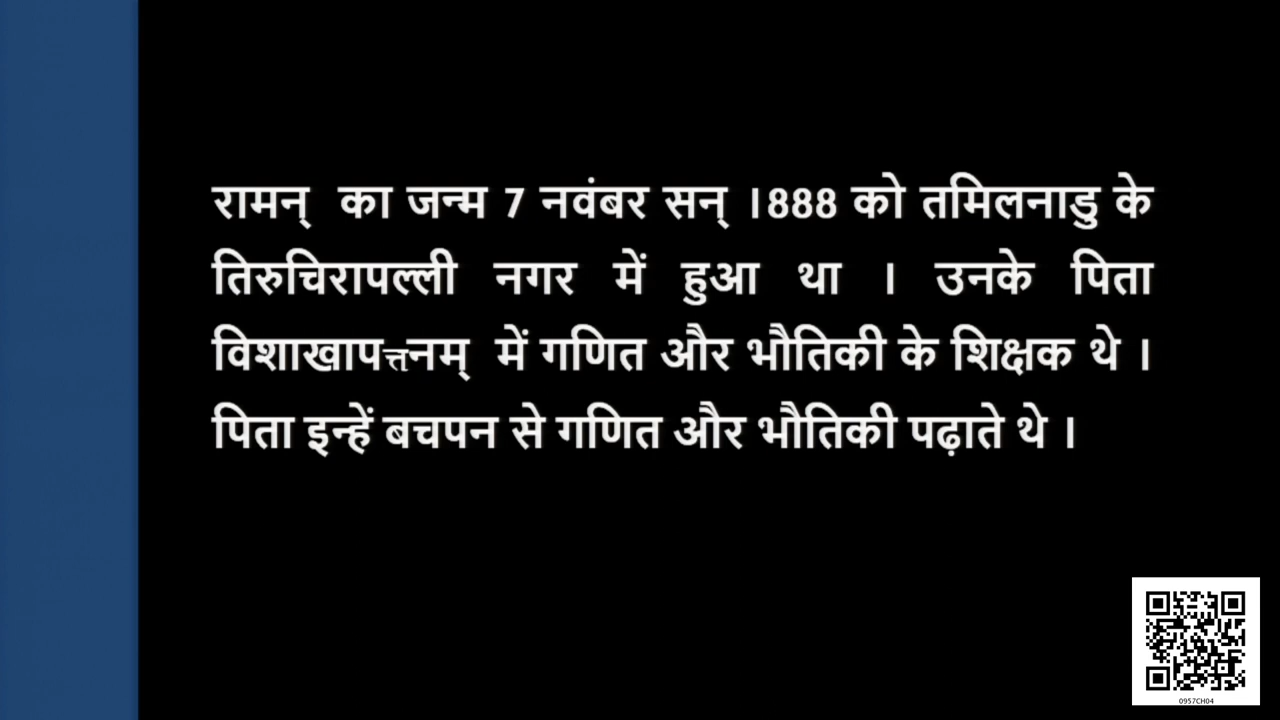 रामन् का जन्म 7 नवंबर सन् ।888 को तमिलनाडु के
तिरुचिरापल्ली नगर में हुआ था । उनके पिता
विशाखापत्तनम् में गणित और भौतिकी के शिक्षक थे ।
पिता इन्हें बचपन से गणित और भौतिकी पढ़ाते थे ।
0957CH04